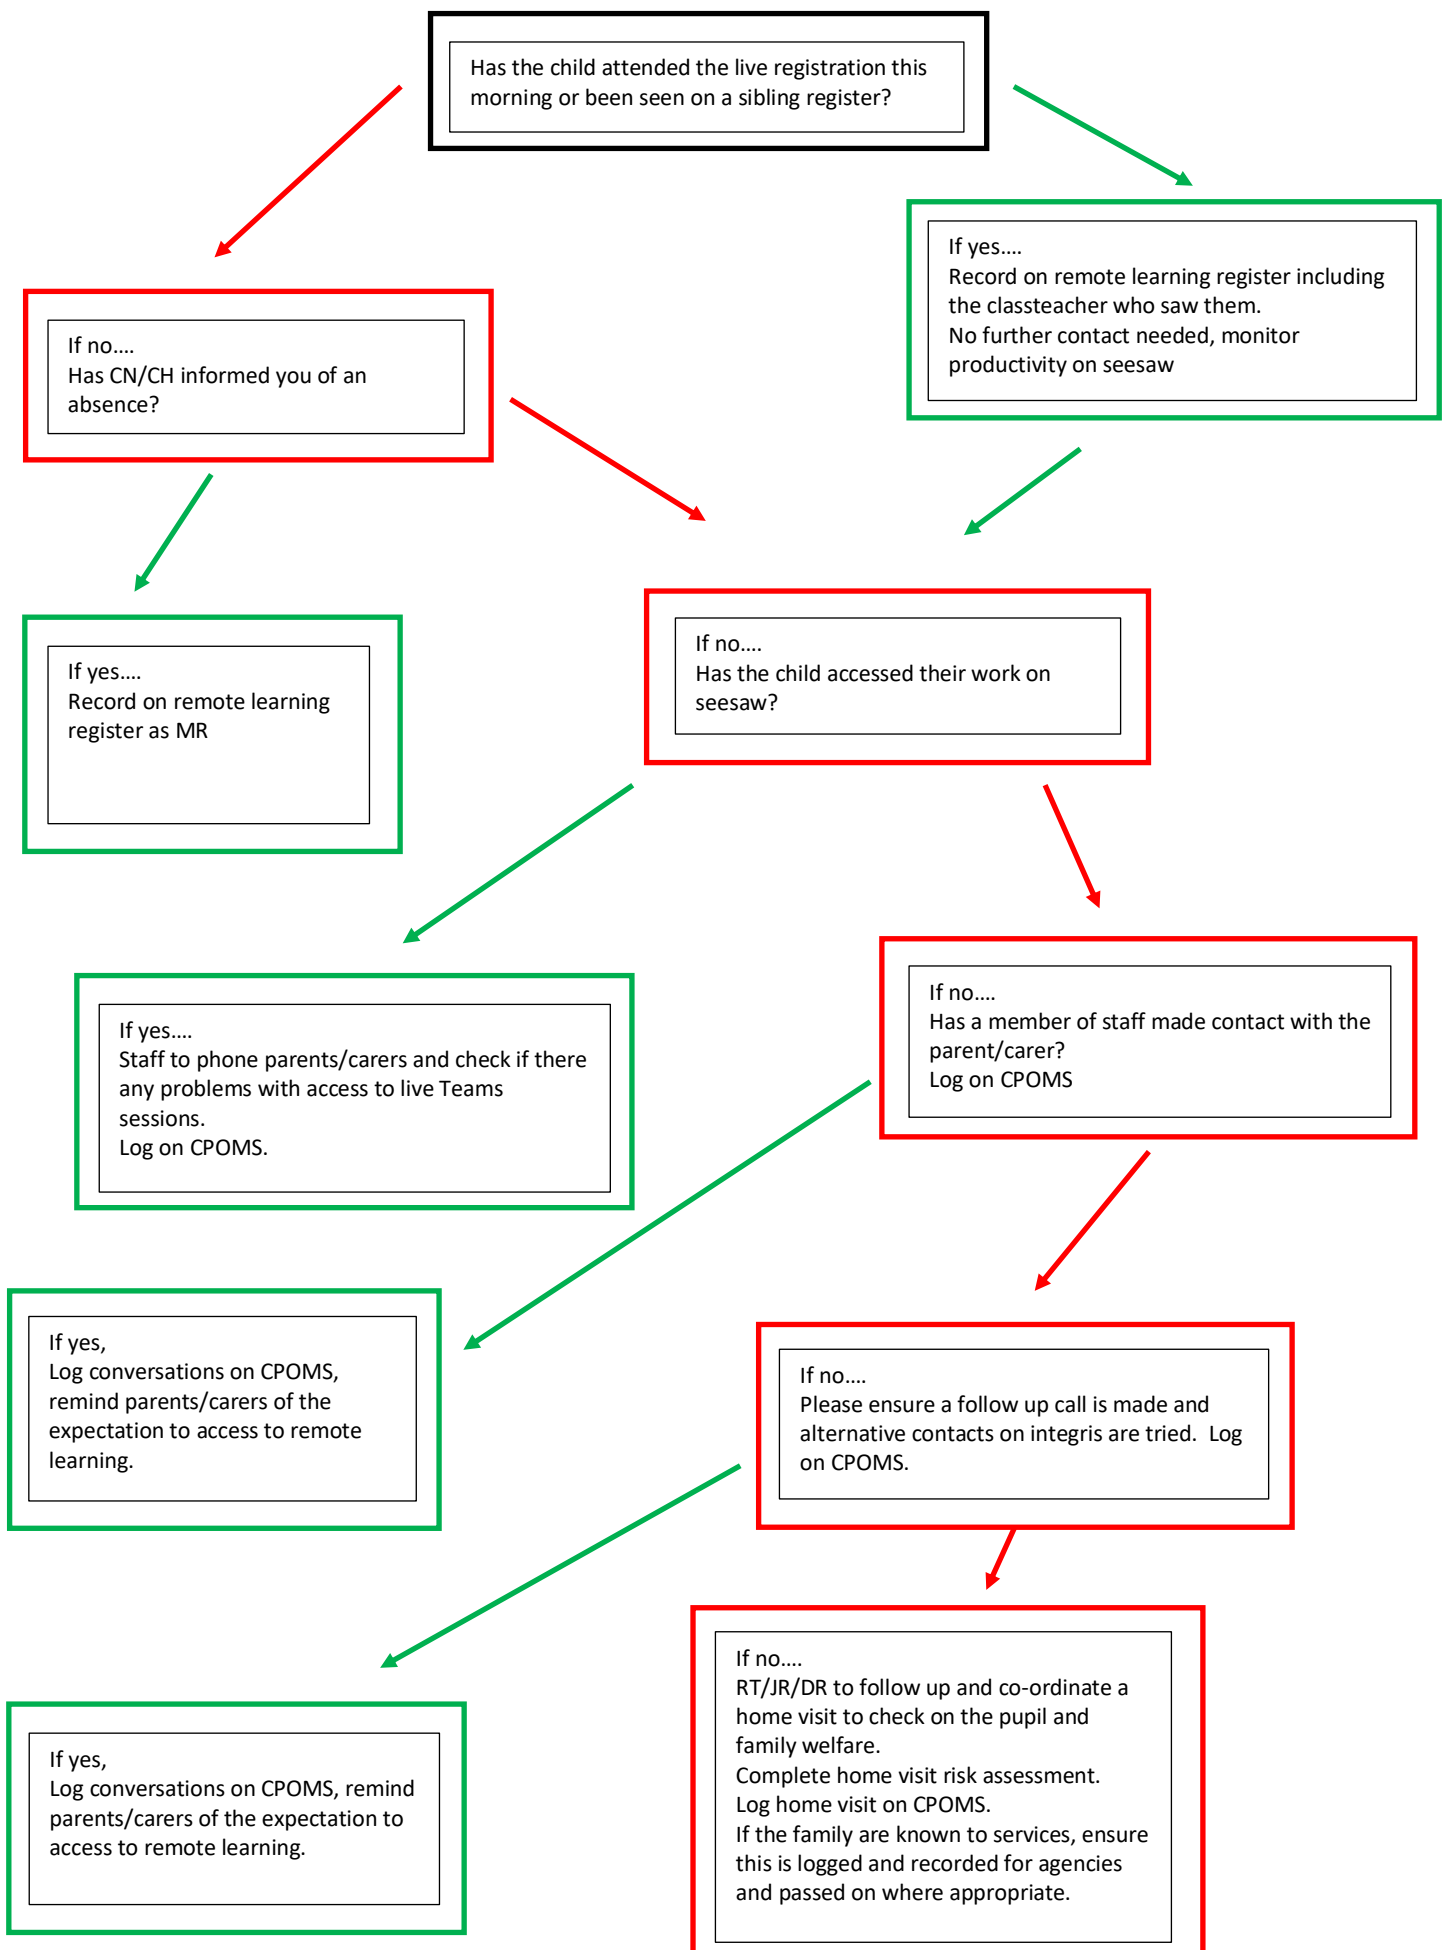 Has the child attended the live registration this
morning or been seen on a sibling register?
If yes….
Record on remote learning register including
the classteacher who saw them.
No further contact needed, monitor
productivity on seesaw
If no….
Has CN/CH informed you of an
absence?
If yes….
Record on remote learning
register as MR
If no….
Has the child accessed their work on
seesaw?
If yes….
Staff to phone parents/carers and check if there
any problems with access to live Teams
sessions.
Log on CPOMS.
If no….
Has a member of staff made contact with the
parent/carer?
Log on CPOMS
If yes,
Log conversations on CPOMS,
remind parents/carers of the
expectation to access to remote
learning.
If no….
Please ensure a follow up call is made and
alternative contacts on integris are tried.  Log
on CPOMS.
If yes,
Log conversations on CPOMS, remind
parents/carers of the expectation to
access to remote learning.
If no….
RT/JR/DR to follow up and co-ordinate a
home visit to check on the pupil and
family welfare.
Complete home visit risk assessment.
Log home visit on CPOMS.
If the family are known to services, ensure
this is logged and recorded for agencies
and passed on where appropriate.